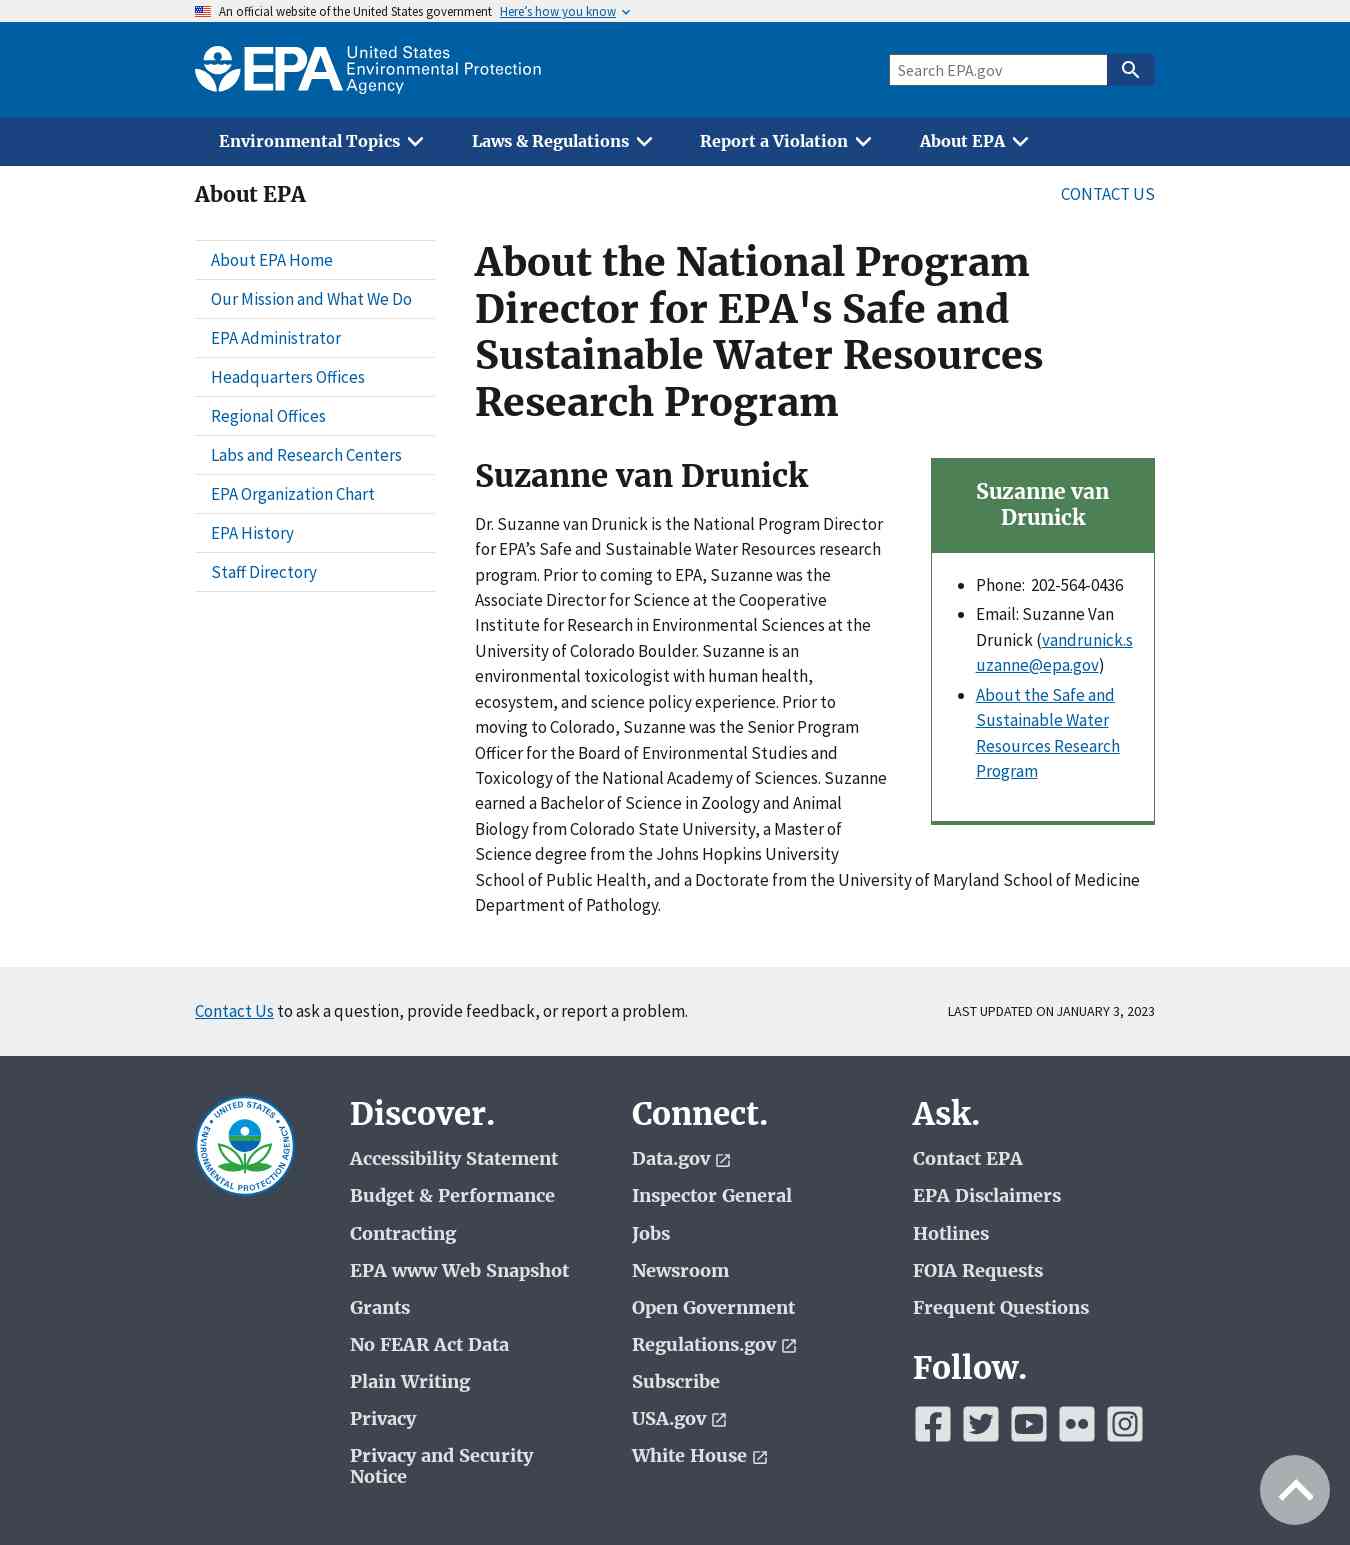 An official website of the United States government Here's how you know
EPA United States
Environmental Protection
Agency
Search EPA.gov
Environmental Topics
Laws & Regulations
Report a Violation
About EPA
About EPA
CONTACT US
About EPA Home
Our Mission and What We Do
EPA Administrator
Headquarters Offices
Regional Offices
Labs and Research Centers
EPA Organization Chart
EPA History
Staff Directory
About the National Program
Director for EPA's Safe and
Sustainable Water Resources
Research Program
Suzanne van Drunick
Dr. Suzanne van Drunick is the National Program Director
for EPA’s Safe and Sustainable Water Resources research
program. Prior to coming to EPA, Suzanne was the
Associate Director for Science at the Cooperative
Institute for Research in Environmental Sciences at the
University of Colorado Boulder. Suzanne is an
environmental toxicologist with human health,
ecosystem, and science policy experience. Prior to
moving to Colorado, Suzanne was the Senior Program
Officer for the Board of Environmental Studies and
Toxicology of the National Academy of Sciences. Suzanne
earned a Bachelor of Science in Zoology and Animal
Biology from Colorado State University, a Master of
Science degree from the Johns Hopkins University
School of Public Health, and a Doctorate from the University of Maryland School of Medicine
Department of Pathology.
Suzanne van
Drunick
Phone:  202-564-0436
Email: Suzanne Van
Drunick (vandrunick.s
uzanne@epa.gov)
About the Safe and
Sustainable Water
Resources Research
Program
Contact Us to ask a question, provide feedback, or report a problem.
LAST UPDATED ON JANUARY 3, 2023
UNITED STATES
ENVIRONMENTAL PROTECTION AGENCY
Discover.
Accessibility Statement
Budget & Performance
Contracting
EPA www Web Snapshot
Grants
No FEAR Act Data
Plain Writing
Privacy
Privacy and Security
Notice
Connect.
Data.gov
Inspector General
Jobs
Newsroom
Open Government
Regulations.gov
Subscribe
USA.gov
White House
Ask.
Contact EPA
EPA Disclaimers
Hotlines
FOIA Requests
Frequent Questions
Follow.